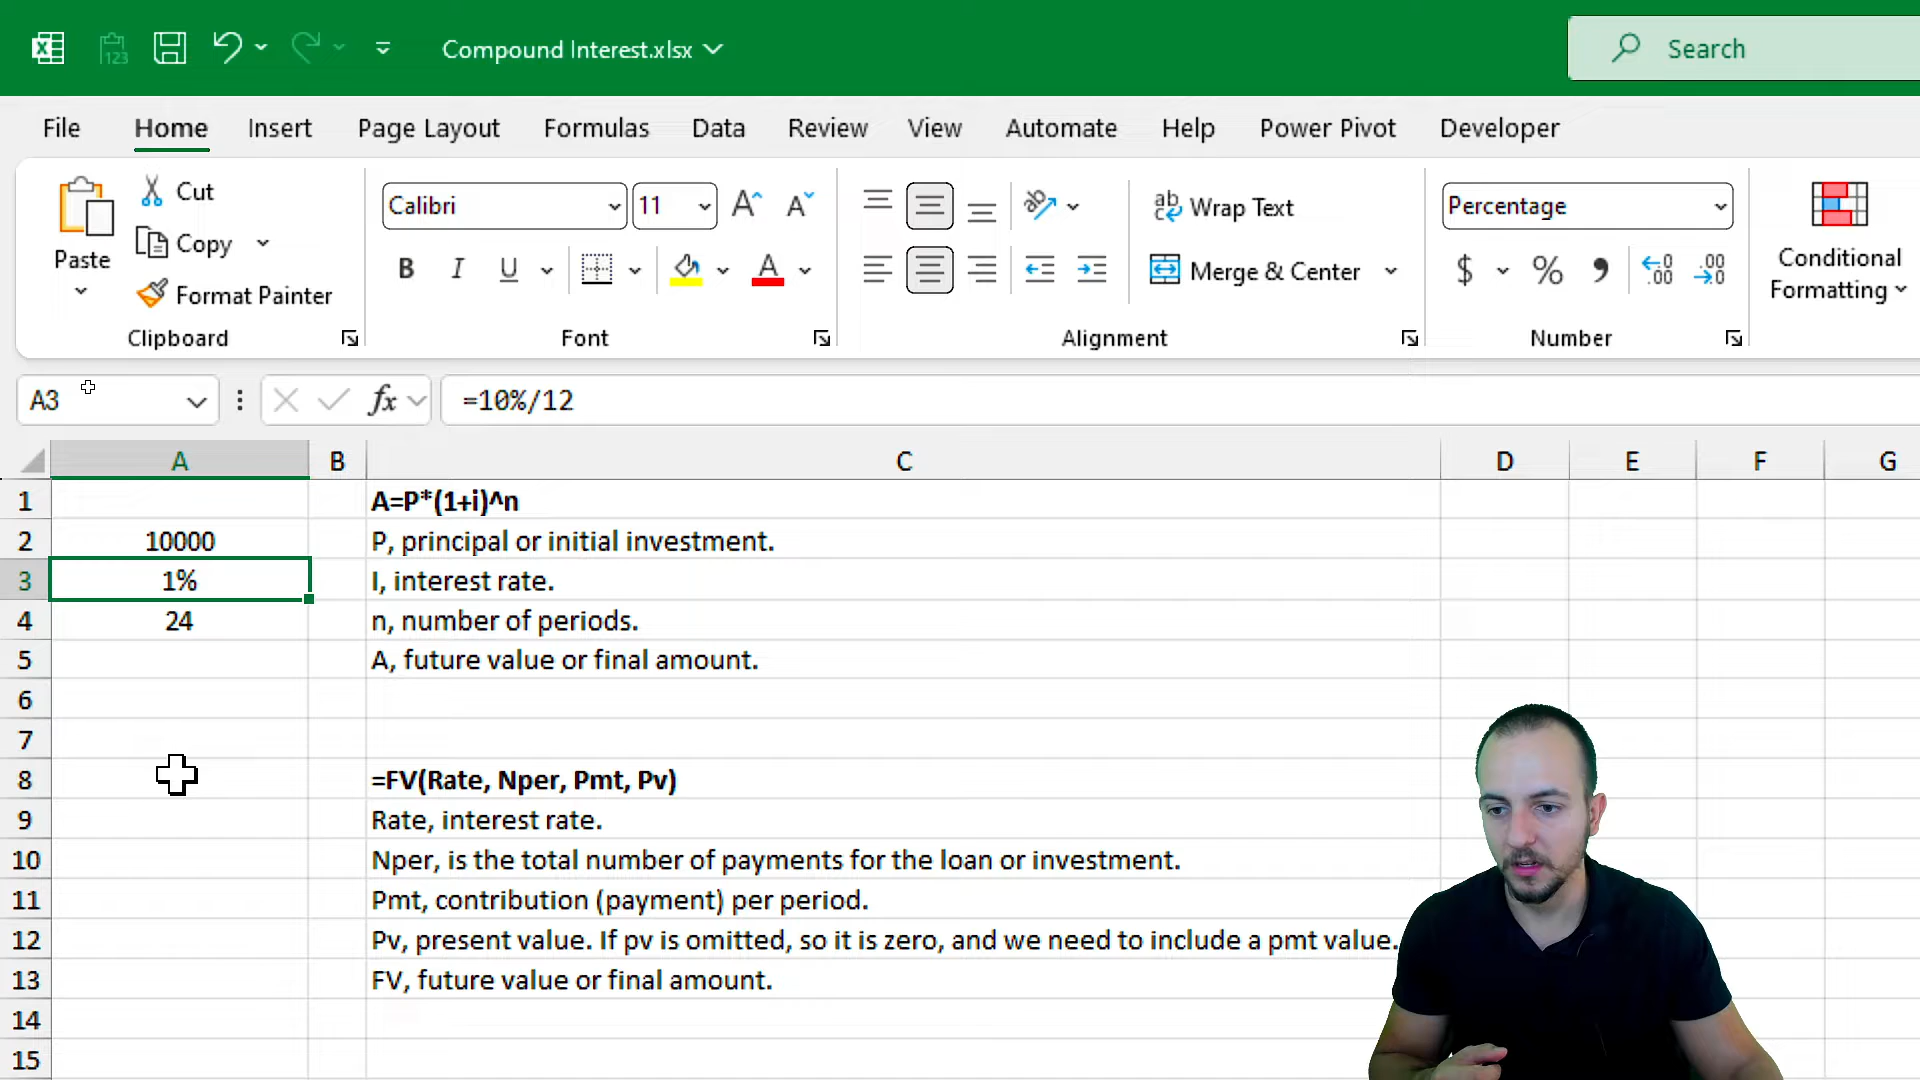 Compound Interest.xlsx
Search
File Home Insert Page Layout Formulas Data Review View Automate Help Power Pivot Developer
Paste
Cut
Copy
Format Painter
Clipboard
Calibri 11
B I U
Font
Wrap Text
Merge & Center
Alignment
Percentage
$ % 9
Number
Conditional
Formatting
A3 fx =10%/12
A B C D E F G
1 A=P*(1+i)^n
2 10000 P, principal or initial investment.
3 1% I, interest rate.
4 24 n, number of periods.
5 A, future value or final amount.
6
7
8 =FV(Rate, Nper, Pmt, Pv)
9 Rate, interest rate.
10 Nper, is the total number of payments for the loan or investment.
11 Pmt, contribution (payment) per period.
12 Pv, present value. If pv is omitted, so it is zero, and we need to include a pmt value.
13 FV, future value or final amount.
14
15